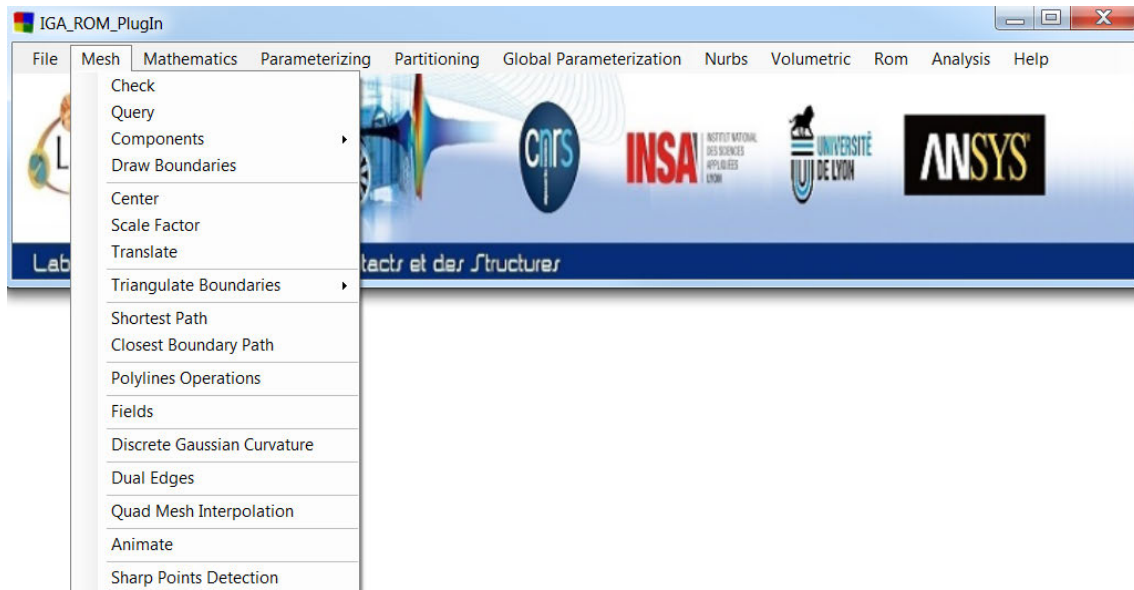 IGA_ROM_PlugIn
File Mesh Mathematics Parameterizing Partitioning Global Parameterization Nurbs Volumetric Rom Analysis Help
Check
Query
Components
Draw Boundaries
Center
Scale Factor
Translate
Triangulate Boundaries
Shortest Path
Closest Boundary Path
Polylines Operations
Fields
Discrete Gaussian Curvature
Dual Edges
Quad Mesh Interpolation
Animate
Sharp Points Detection
L
cnrs
INSA
INSTITUT NATIONAL
DES SCIENCES
APPLIQUÉES
LYON
UNIVERSITÉ
DE LYON
ANSYS
Lab
tacts et des Structures